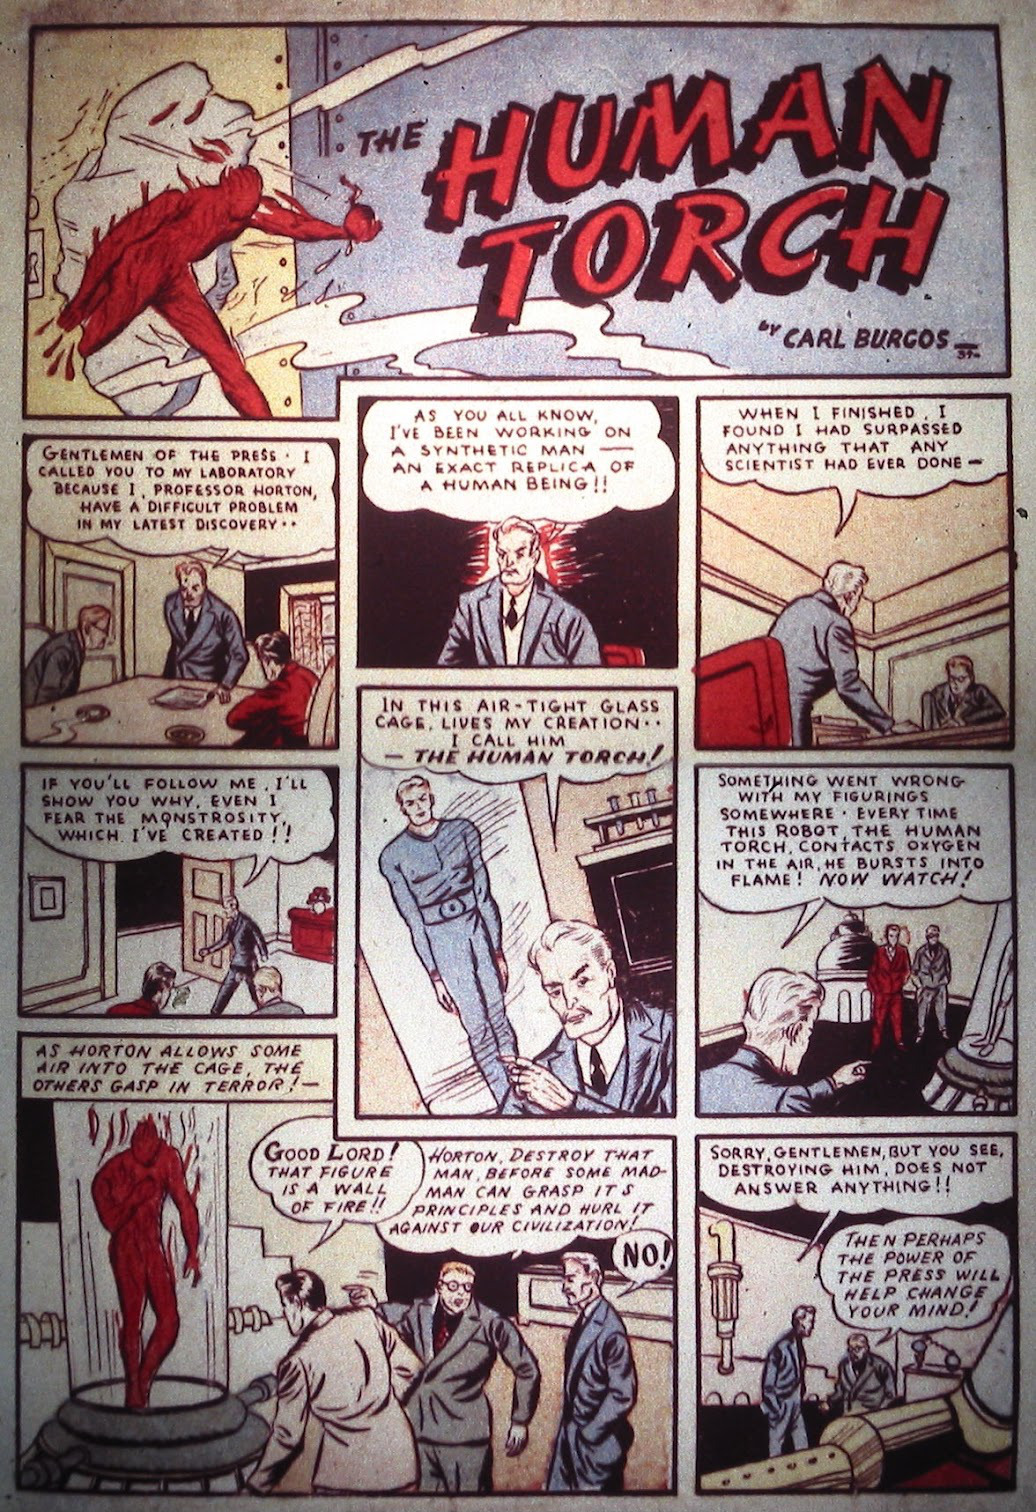 THE
HUMAN
TORCH
BY CARL BURGOS
39-
GENTLEMEN OF THE PRESS · I
CALLED YOU TO MY LABORATORY
BECAUSE I, PROFESSOR HORTON,
HAVE A DIFFICULT PROBLEM
IN MY LATEST DISCOVERY··
AS YOU ALL KNOW,
I'VE BEEN WORKING ON
A SYNTHETIC MAN —
AN EXACT REPLICA OF
A HUMAN BEING!!
WHEN I FINISHED, I
FOUND I HAD SURPASSED
ANYTHING THAT ANY
SCIENTIST HAD EVER DONE—
IF YOU'LL FOLLOW ME, I'LL
SHOW YOU WHY, EVEN I
FEAR THE MONSTROSITY,
WHICH I'VE CREATED!!
IN THIS AIR-TIGHT GLASS
CAGE, LIVES MY CREATION··
I CALL HIM
— THE HUMAN TORCH!
SOMETHING WENT WRONG
WITH MY FIGURINGS
SOMEWHERE · EVERY TIME
THIS ROBOT, THE HUMAN
TORCH, CONTACTS OXYGEN
IN THE AIR, HE BURSTS INTO
FLAME! NOW WATCH!
AS HORTON ALLOWS SOME
AIR INTO THE CAGE, THE
OTHERS GASP IN TERROR!—
GOOD LORD!
THAT FIGURE
IS A WALL
OF FIRE!!
HORTON, DESTROY THAT
MAN, BEFORE SOME MAD-
MAN CAN GRASP IT'S
PRINCIPLES AND HURL IT
AGAINST OUR CIVILIZATION!
NO!
SORRY, GENTLEMEN, BUT YOU SEE,
DESTROYING HIM, DOES NOT
ANSWER ANYTHING!!
THEN PERHAPS
THE POWER OF
THE PRESS WILL
HELP CHANGE
YOUR MIND!